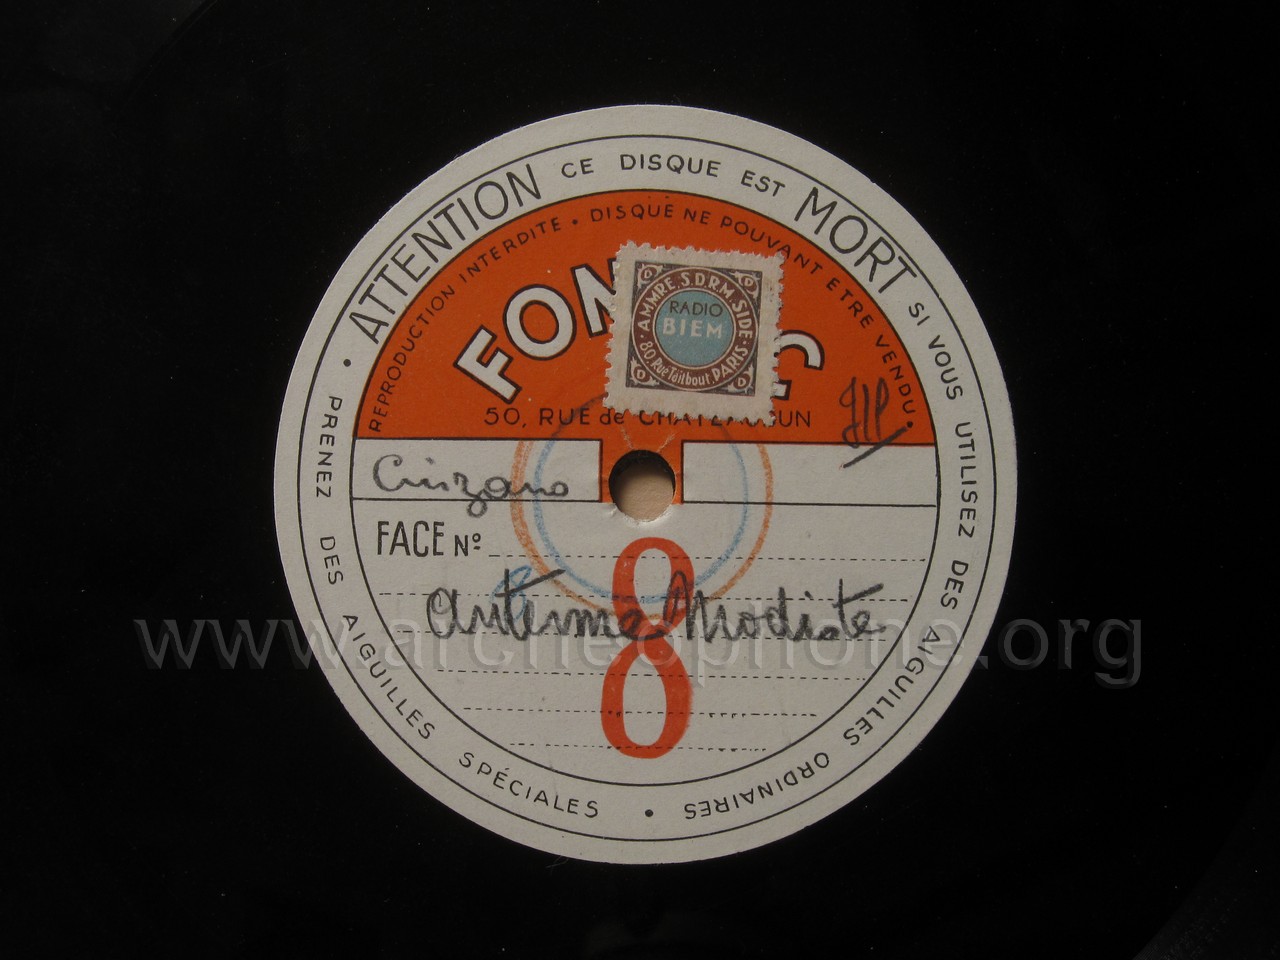 ATTENTION CE DISQUE EST MORT SI VOUS UTILISEZ DES AIGUILLES ORDINAIRES • PRENEZ DES AIGUILLES SPÉCIALES •
REPRODUCTION INTERDITE • DISQUE NE POUVANT ETRE VENDU •
AMMRE. S.D.R.M. SIDE
RADIO
BIEM
80, Rue Taitbout. PARIS
50, RUE de CHATEAUDUN
Cinzano
FACE No
8
Antenne Modiste
www.archeophone.org